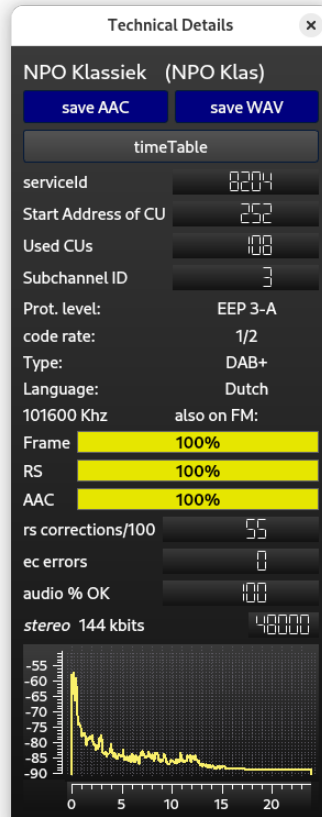 Technical Details ×
NPO Klassiek (NPO Klas)
save AAC save WAV
timeTable
serviceId 8204
Start Address of CU 252
Used CUs 108
Subchannel ID 3
Prot. level: EEP 3-A
code rate: 1/2
Type: DAB+
Language: Dutch
101600 Khz also on FM:
Frame 100%
RS 100%
AAC 100%
rs corrections/100 55
ec errors 0
audio % OK 100
stereo 144 kbits 48000
-55
-60
-65
-70
-75
-80
-85
-90
0 5 10 20